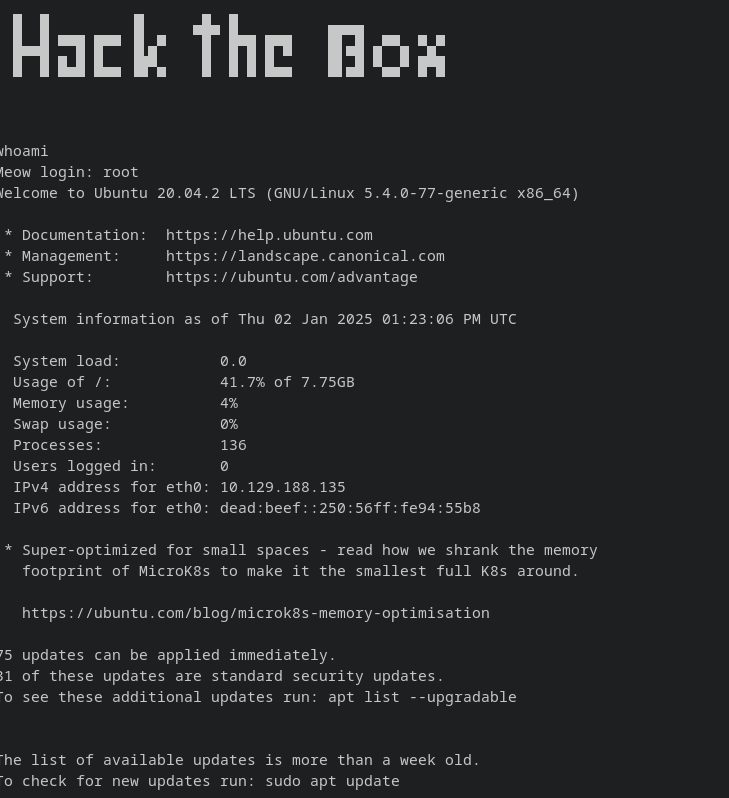 Hack the Box
whoami
Meow login: root
Welcome to Ubuntu 20.04.2 LTS (GNU/Linux 5.4.0-77-generic x86_64)
* Documentation:  https://help.ubuntu.com
* Management:     https://landscape.canonical.com
* Support:        https://ubuntu.com/advantage
System information as of Thu 02 Jan 2025 01:23:06 PM UTC
System load:           0.0
Usage of /:            41.7% of 7.75GB
Memory usage:          4%
Swap usage:            0%
Processes:             136
Users logged in:       0
IPv4 address for eth0: 10.129.188.135
IPv6 address for eth0: dead:beef::250:56ff:fe94:55b8
* Super-optimized for small spaces - read how we shrank the memory
footprint of MicroK8s to make it the smallest full K8s around.
https://ubuntu.com/blog/microk8s-memory-optimisation
75 updates can be applied immediately.
31 of these updates are standard security updates.
To see these additional updates run: apt list --upgradable
The list of available updates is more than a week old.
To check for new updates run: sudo apt update